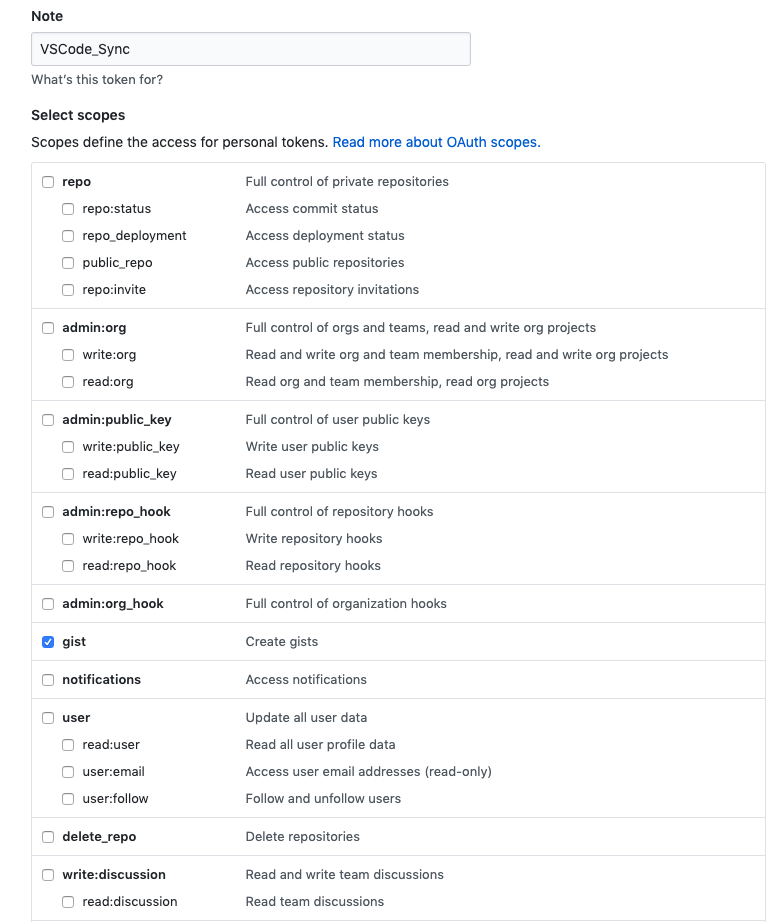 Note
VSCode_Sync
What's this token for?
Select scopes
Scopes define the access for personal tokens. Read more about OAuth scopes.
repo Full control of private repositories
repo:status Access commit status
repo_deployment Access deployment status
public_repo Access public repositories
repo:invite Access repository invitations
admin:org Full control of orgs and teams, read and write org projects
write:org Read and write org and team membership, read and write org projects
read:org Read org and team membership, read org projects
admin:public_key Full control of user public keys
write:public_key Write user public keys
read:public_key Read user public keys
admin:repo_hook Full control of repository hooks
write:repo_hook Write repository hooks
read:repo_hook Read repository hooks
admin:org_hook Full control of organization hooks
gist Create gists
notifications Access notifications
user Update all user data
read:user Read all user profile data
user:email Access user email addresses (read-only)
user:follow Follow and unfollow users
delete_repo Delete repositories
write:discussion Read and write team discussions
read:discussion Read team discussions